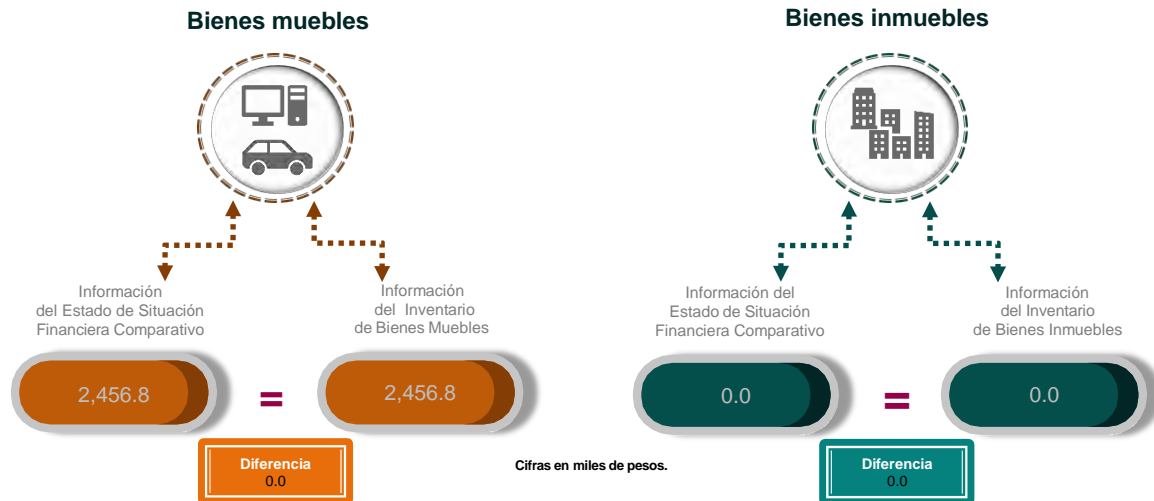 Bienes muebles
Información
del Estado de Situación
Financiera Comparativo
Información
del Inventario
de Bienes Muebles
2,456.8
=
2,456.8
Diferencia
0.0
Cifras en miles de pesos.
Bienes inmuebles
Información del
Estado de Situación
Financiera Comparativo
Información
del Inventario
de Bienes Inmuebles
0.0
=
0.0
Diferencia
0.0